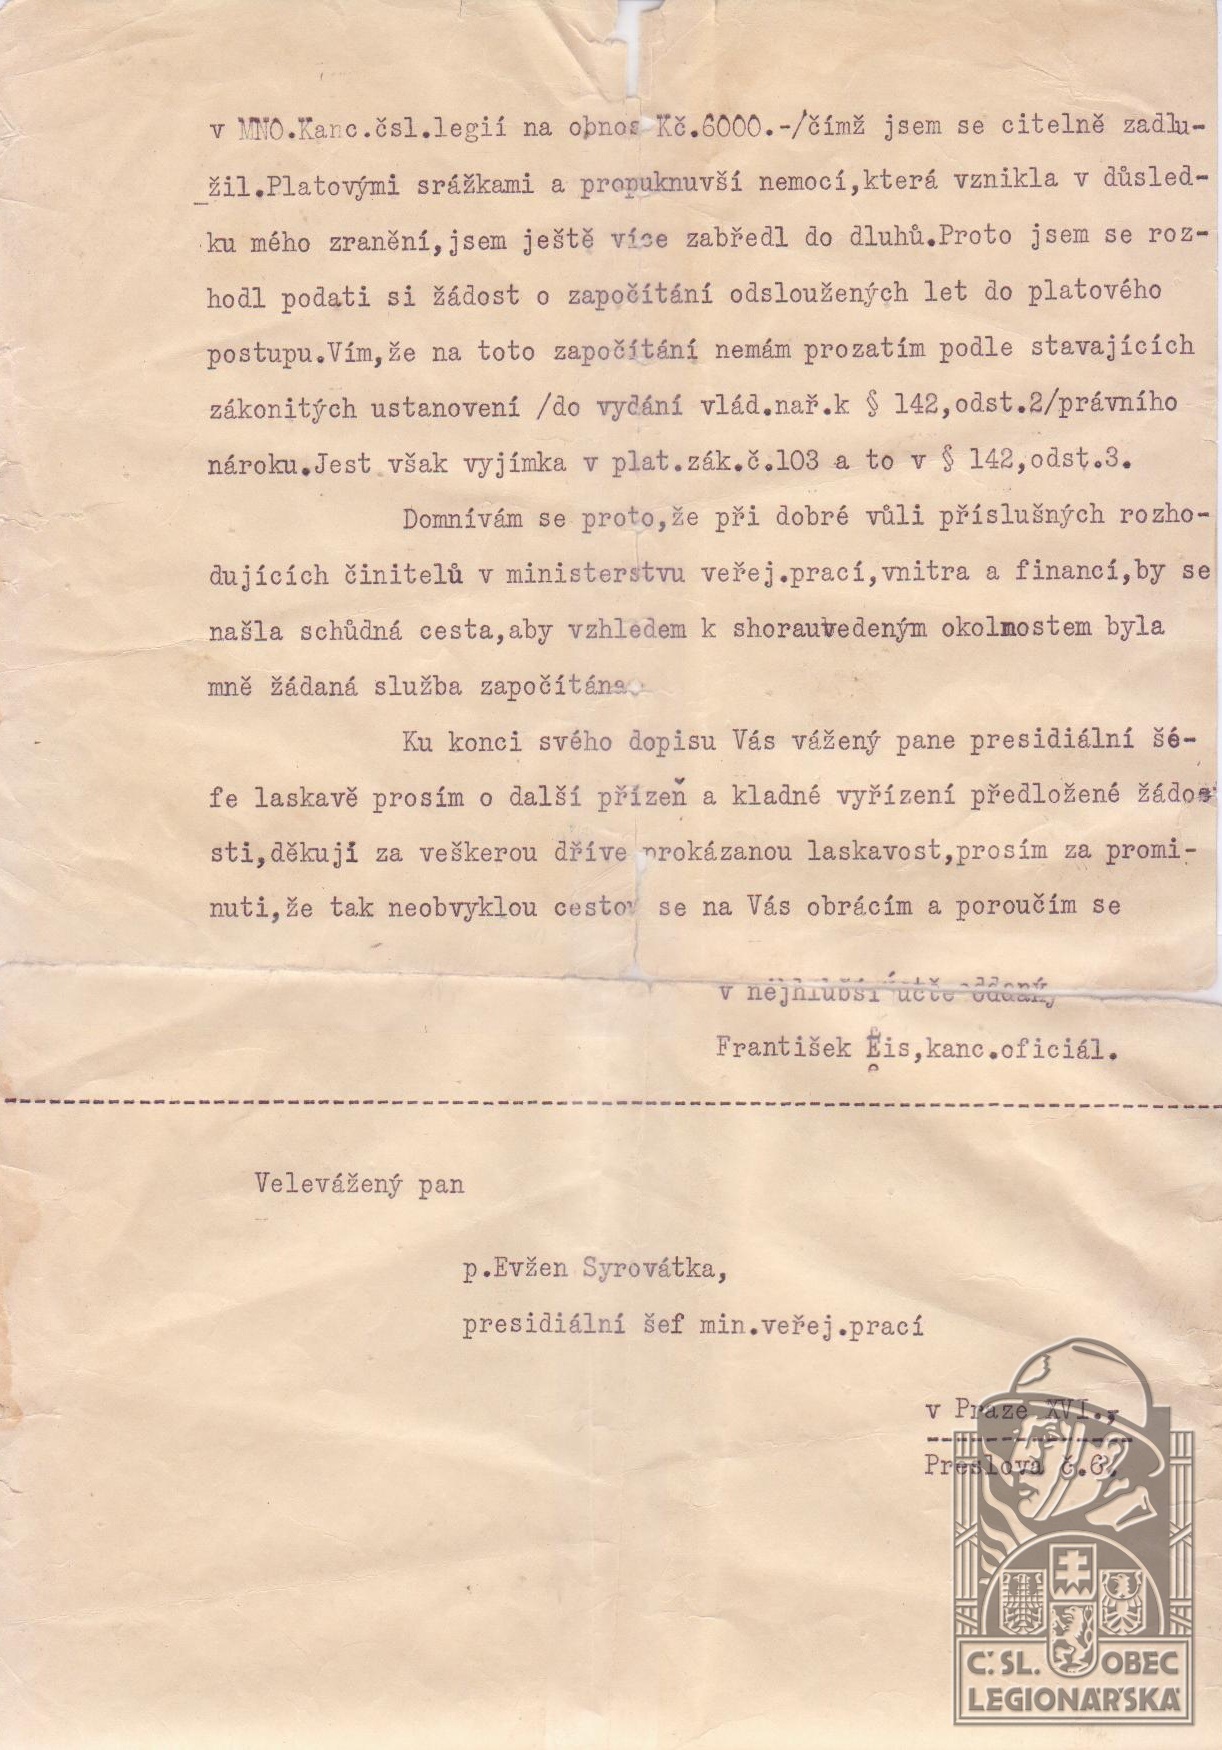 v MNO.Kanc.čsl.legií na obnos Kč.6000.-/čímž jsem se citelně zadlu-
žil.Platovými srážkami a propuknuvší nemocí,která vznikla v důsled-
ku mého zranění,jsem ještě více zabředl do dluhů.Proto jsem se roz-
hodl podati si žádost o započítání odsloužených let do platového
postupu.Vím,že na toto započítání nemám prozatím podle stavajících
zákonitých ustanovení /do vydání vlád.nař.k § 142,odst.2/právního
nároku.Jest však vyjímka v plat.zák.č.103 a to v § 142,odst.3.
Domnívám se proto,že při dobré vůli příslušných rozho-
dujících činitelů v ministerstvu veřej.prací,vnitra a financí,by se
našla schůdná cesta,aby vzhledem k shorauvedeným okolnostem byla
mně žádaná služba započítána.
Ku konci svého dopisu Vás vážený pane presidiální šé-
fe laskavě prosím o další přízeň a kladné vyřízení předložené žádos
sti,děkují za veškerou dříve prokázanou laskavost,prosím za promi-
nuti,že tak neobvyklou cestou se na Vás obrácím a poroučím se
v nejhlubší úctě oddaný
František Eis,kanc.oficiál.
Velevážený pan
p.Evžen Syrovátka,
presidiální šef min.veřej.prací
v Praze XVI.,
Preslova č.6.
Č.SL. OBEC
LEGIONÁŘSKÁ